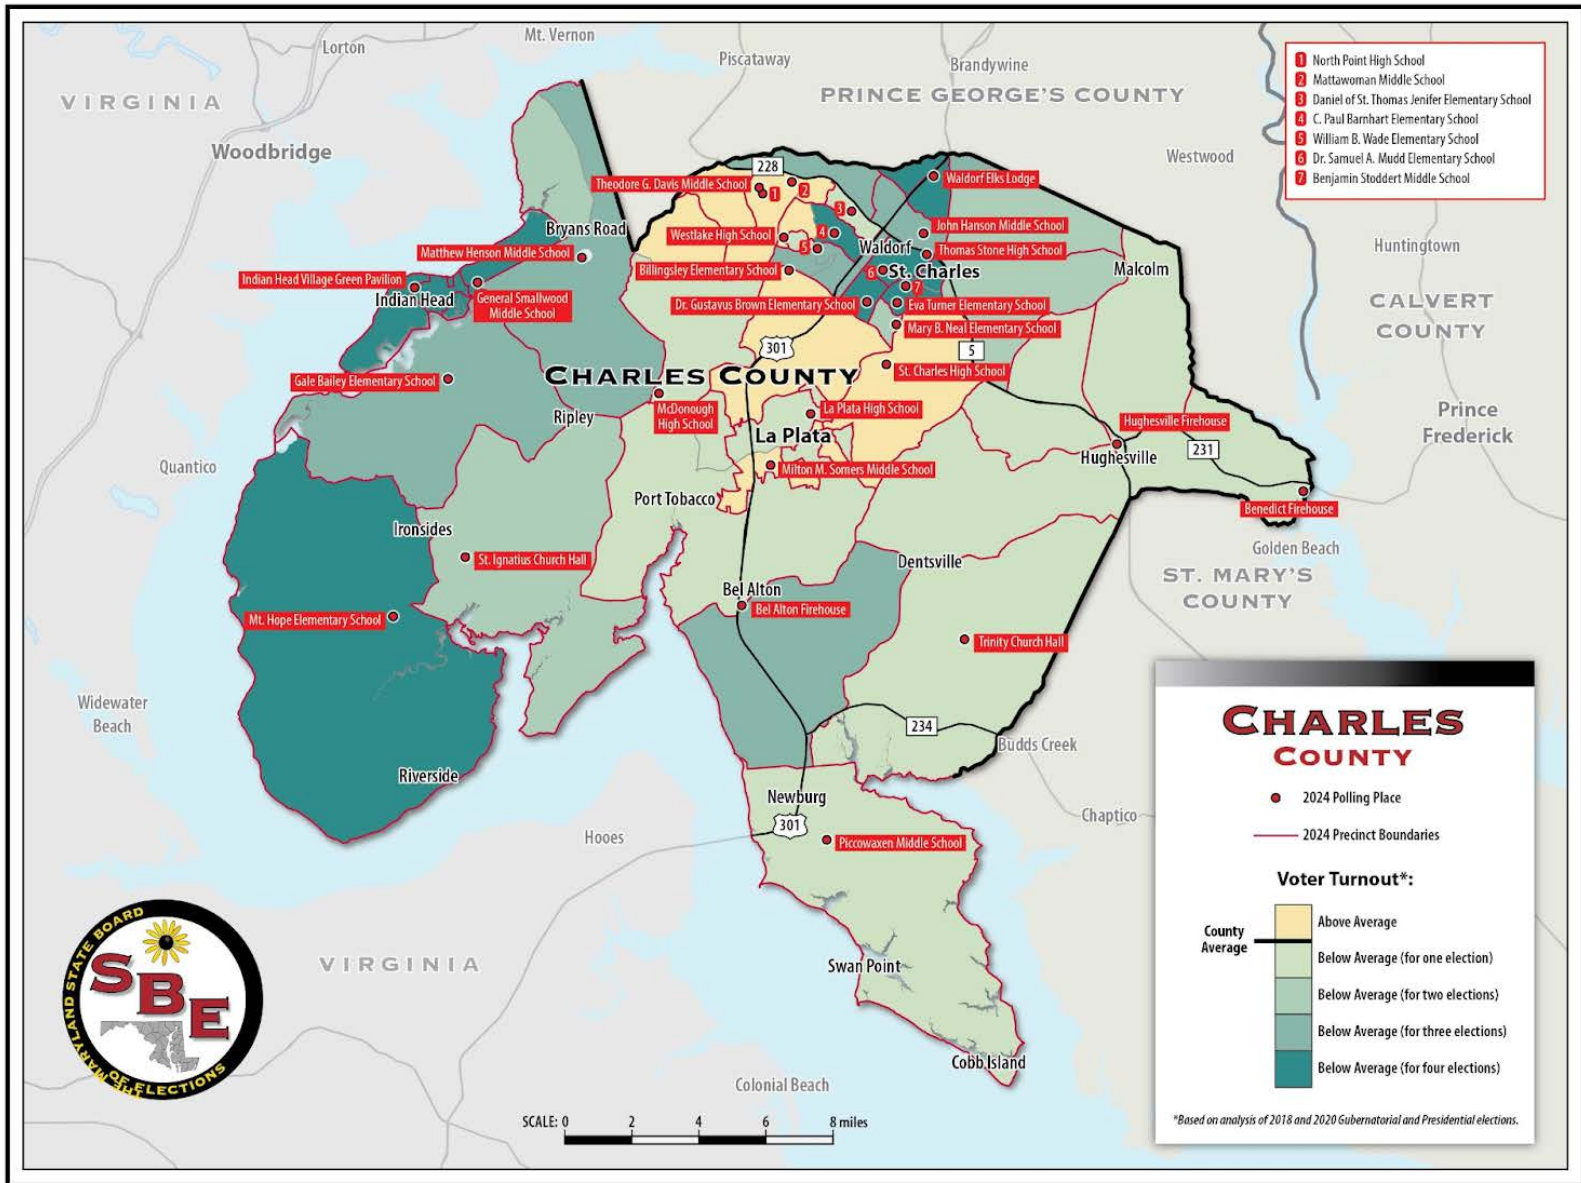 Lorton
Mt. Vernon
Piscataway
Brandywine
VIRGINIA
PRINCE GEORGE'S COUNTY
Woodbridge
Westwood
1 North Point High School
2 Mattawoman Middle School
3 Daniel of St. Thomas Jenifer Elementary School
4 C. Paul Barnhart Elementary School
5 William B. Wade Elementary School
6 Dr. Samuel A. Mudd Elementary School
7 Benjamin Stoddert Middle School
228
Theodore G. Davis Middle School
1
2
Waldorf Elks Lodge
3
Bryans Road
Westlake High School
4
John Hanson Middle School
Waldorf
Matthew Henson Middle School
5
Thomas Stone High School
Huntingtown
Billingsley Elementary School
6
St. Charles
Malcolm
Indian Head Village Green Pavilion
7
Indian Head
General Smallwood
Middle School
Dr. Gustavus Brown Elementary School
Eva Turner Elementary School
CALVERT
COUNTY
Mary B. Neal Elementary School
301
5
CHARLES COUNTY
St. Charles High School
Gale Bailey Elementary School
McDonough
High School
La Plata High School
Ripley
La Plata
Hughesville Firehouse
Prince
Frederick
Quantico
Milton M. Somers Middle School
Hughesville
231
Port Tobacco
Benedict Firehouse
Ironsides
Golden Beach
St. Ignatius Church Hall
Dentsville
ST. MARY'S
COUNTY
Bel Alton
Bel Alton Firehouse
Mt. Hope Elementary School
Trinity Church Hall
Widewater
Beach
234
Budds Creek
Riverside
Newburg
Chaptico
301
Hooes
Piccowaxen Middle School
VIRGINIA
Swan Point
Cobb Island
Colonial Beach
CHARLES
COUNTY
2024 Polling Place
2024 Precinct Boundaries
Voter Turnout*:
County
Average
Above Average
Below Average (for one election)
Below Average (for two elections)
Below Average (for three elections)
Below Average (for four elections)
*Based on analysis of 2018 and 2020 Gubernatorial and Presidential elections.
THE MARYLAND STATE BOARD
SBE
OF ELECTIONS
SCALE: 0 2 4 6 8 miles